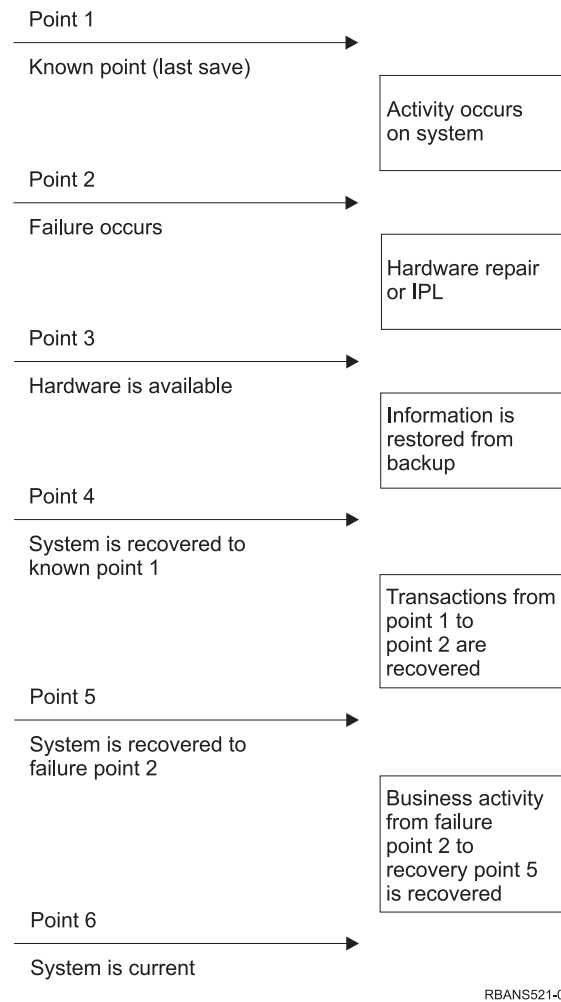 Point 1
Known point (last save)
Activity occurs
on system
Point 2
Failure occurs
Hardware repair
or IPL
Point 3
Hardware is available
Information is
restored from
backup
Point 4
System is recovered to
known point 1
Transactions from
point 1 to
point 2 are
recovered
Point 5
System is recovered to
failure point 2
Business activity
from failure
point 2 to
recovery point 5
is recovered
Point 6
System is current
RBANS521-0